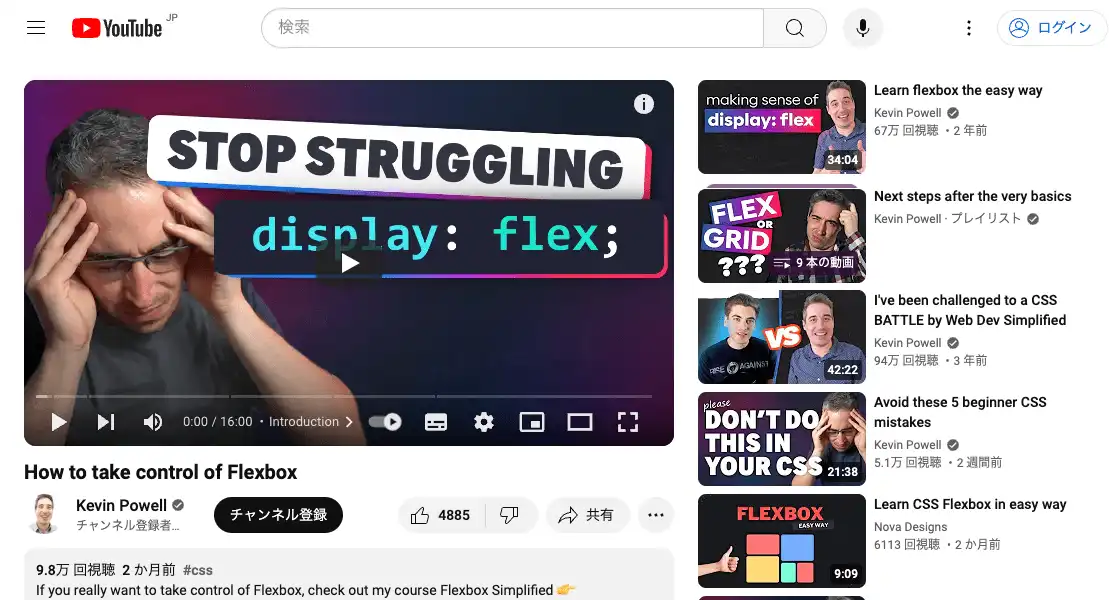 YouTube JP
検索
ログイン
STOP STRUGGLING
display: flex;
0:00 / 16:00 • Introduction
How to take control of Flexbox
Kevin Powell
チャンネル登録者...
チャンネル登録
4885
共有
9.8万 回視聴 2 か月前 #css
If you really want to take control of Flexbox, check out my course Flexbox Simplified 👉
making sense of
display: flex
34:04
Learn flexbox the easy way
Kevin Powell
67万 回視聴 ・2 年前
FLEX
OR
GRID
???
9 本の動画
Next steps after the very basics
Kevin Powell · プレイリスト
RISE AGAINST
VS
42:22
I've been challenged to a CSS
BATTLE by Web Dev Simplified
Kevin Powell
94万 回視聴 ・3 年前
please
DON'T DO
THIS IN
YOUR CSS
21:38
Avoid these 5 beginner CSS
mistakes
Kevin Powell
5.1万 回視聴 ・2 週間前
FLEXBOX
EASY WAY
9:09
Learn CSS Flexbox in easy way
Nova Designs
6113 回視聴 ・2 か月前